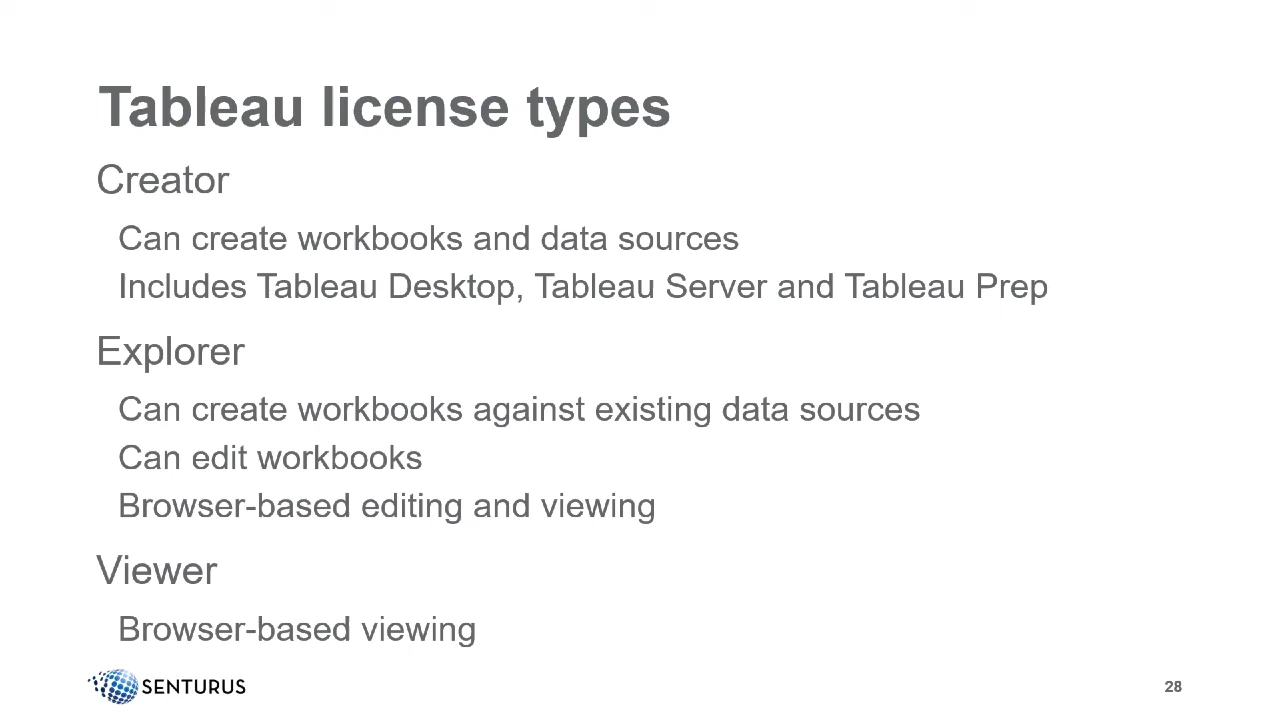 Tableau license types
Creator
Can create workbooks and data sources
Includes Tableau Desktop, Tableau Server and Tableau Prep
Explorer
Can create workbooks against existing data sources
Can edit workbooks
Browser-based editing and viewing
Viewer
Browser-based viewing
SENTURUS
28